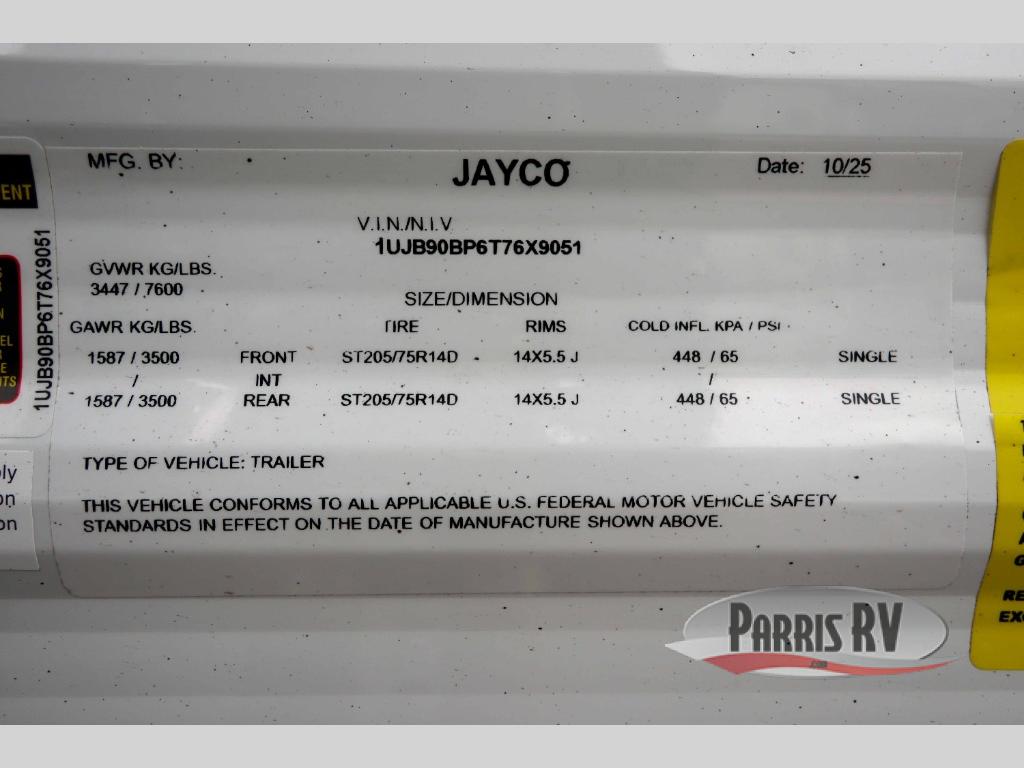 MFG. BY: JAYCO Date: 10/25
V.I.N./N.I.V
1UJB90BP6T76X9051
GVWR KG/LBS.
3447 / 7600
SIZE/DIMENSION
GAWR KG/LBS. TIRE RIMS COLD INFL. KPA / PSI
1587 / 3500 FRONT ST205/75R14D 14X5.5 J 448 / 65 SINGLE
/ INT /
1587 / 3500 REAR ST205/75R14D 14X5.5 J 448 / 65 SINGLE
TYPE OF VEHICLE: TRAILER
THIS VEHICLE CONFORMS TO ALL APPLICABLE U.S. FEDERAL MOTOR VEHICLE SAFETY
STANDARDS IN EFFECT ON THE DATE OF MANUFACTURE SHOWN ABOVE.
1UJB90BP6T76X9051
PARRIS RV
.com